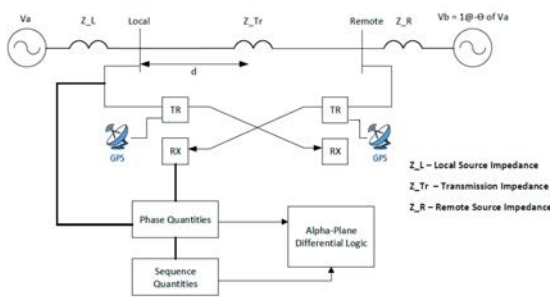 Va
Z_L
Local
Z_Tr
Remote
Z_R
Vb = 1@-Θ of Va
d
TR
TR
GPS
RX
RX
GPS
Z_L – Local Source Impedance
Z_Tr – Transmission Impedance
Z_R – Remote Source Impedance
Phase Quantities
Alpha-Plane
Differential Logic
Sequence
Quantities